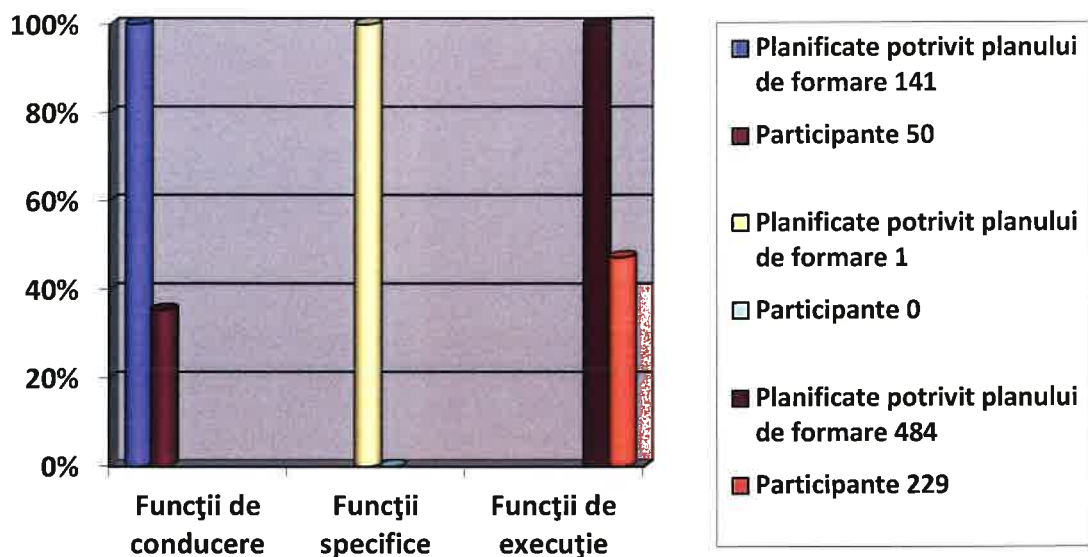 100%
80%
60%
40%
20%
0%
Funcţii de
conducere
Funcţii
specifice
Funcţii de
execuţie
Planificate potrivit planului
de formare 141
Participante 50
Planificate potrivit planului
de formare 1
Participante 0
Planificate potrivit planului
de formare 484
Participante 229